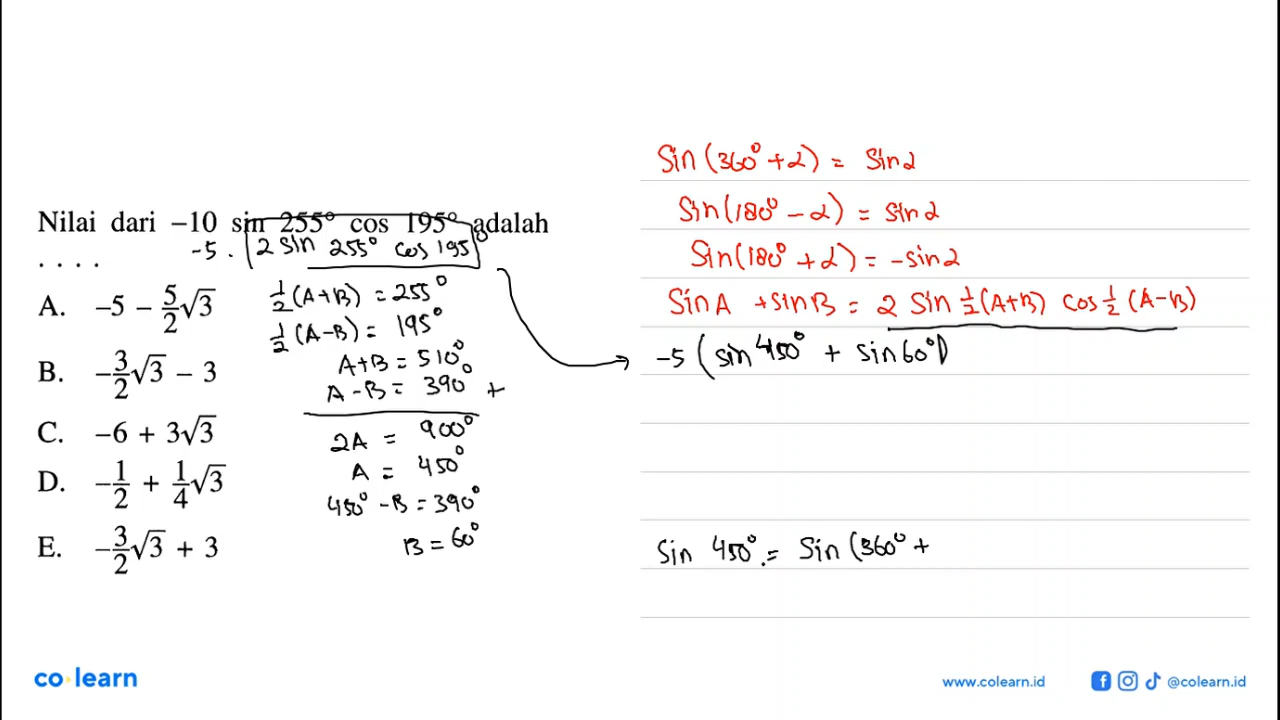 Nilai dari −10 sin 255° cos 195° adalah
. . . .
-5 . 2 sin 255° cos 195°
A. −5 − 5/2 √3
B. −3/2 √3 − 3
C. −6 + 3√3
D. −1/2 + 1/4 √3
E. −3/2 √3 + 3
1/2 (A+B) = 255°
1/2 (A-B) = 195°
A+B = 510°
A-B = 390° +
2A = 900°
A = 450°
450° - B = 390°
B = 60°
Sin (360° + α) = Sin α
Sin (180° - α) = Sin α
Sin (180° + α) = -Sin α
Sin A + Sin B = 2 Sin 1/2 (A+B) cos 1/2 (A-B)
-5 (sin 450° + sin 60°)
Sin 450° = Sin (360° +
co·learn
www.colearn.id
@colearn.id